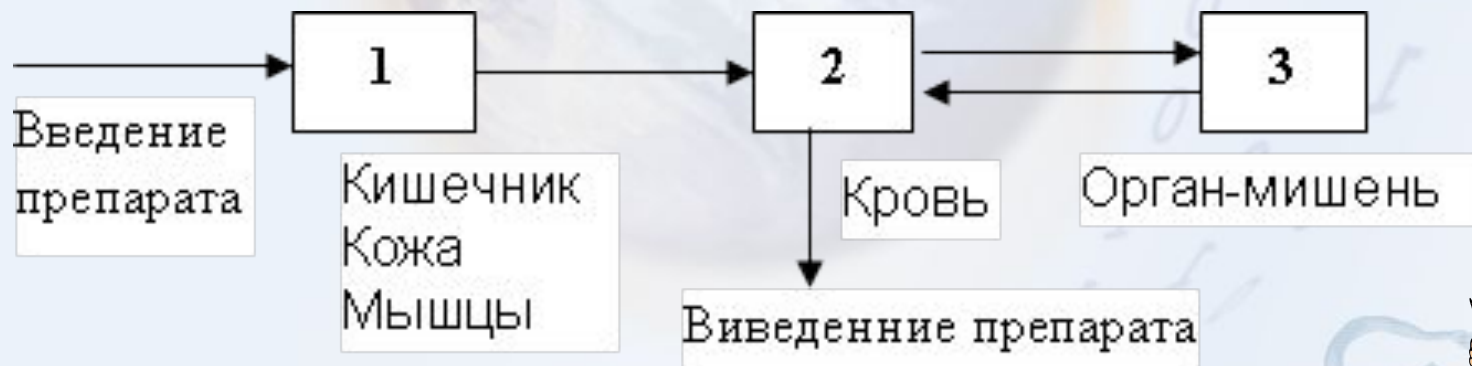 1
2
3
Введение
препарата
Кишечник
Кожа
Мышцы
Кровь
Орган-мишень
Виведенние препарата